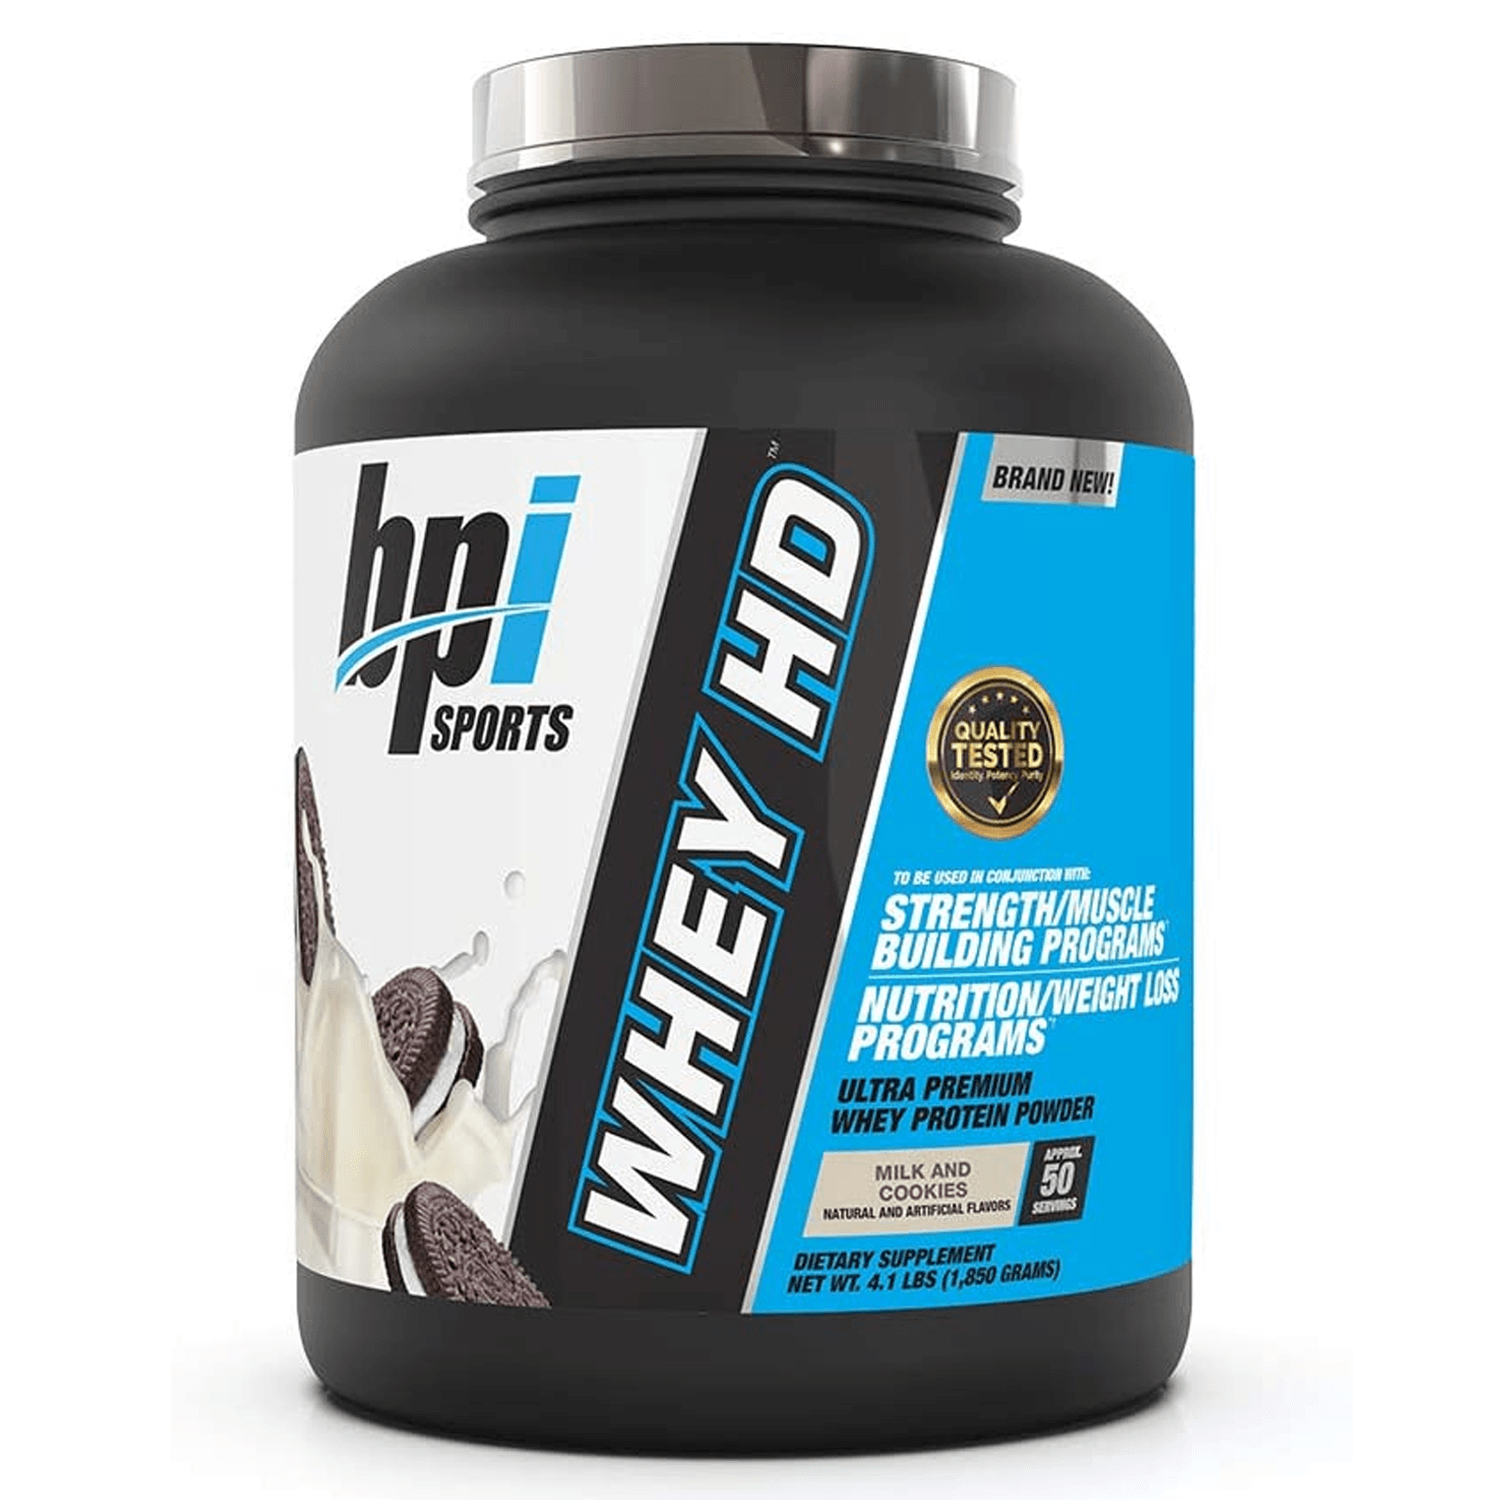 BRAND NEW!
bpi
SPORTS
WHEY HD™
QUALITY
TESTED
Identity. Potency. Purity
TO BE USED IN CONJUNCTION WITH:
STRENGTH/MUSCLE
BUILDING PROGRAMS*†
NUTRITION/WEIGHT LOSS
PROGRAMS*†
ULTRA PREMIUM
WHEY PROTEIN POWDER
MILK AND
COOKIES
NATURAL AND ARTIFICIAL FLAVORS
APPROX.
50
SERVINGS
DIETARY SUPPLEMENT
NET WT. 4.1 LBS (1,850 GRAMS)